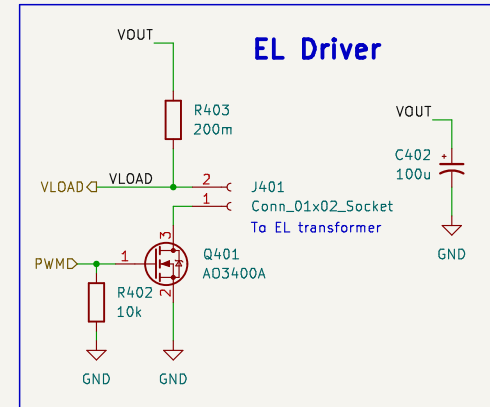 VOUT
EL Driver
R403
200m
VOUT
C402
100u
+
GND
VLOAD
VLOAD
2
J401
1
Conn_01x02_Socket
To EL transformer
3
Q401
AO3400A
PWM
1
2
R402
10k
GND
GND